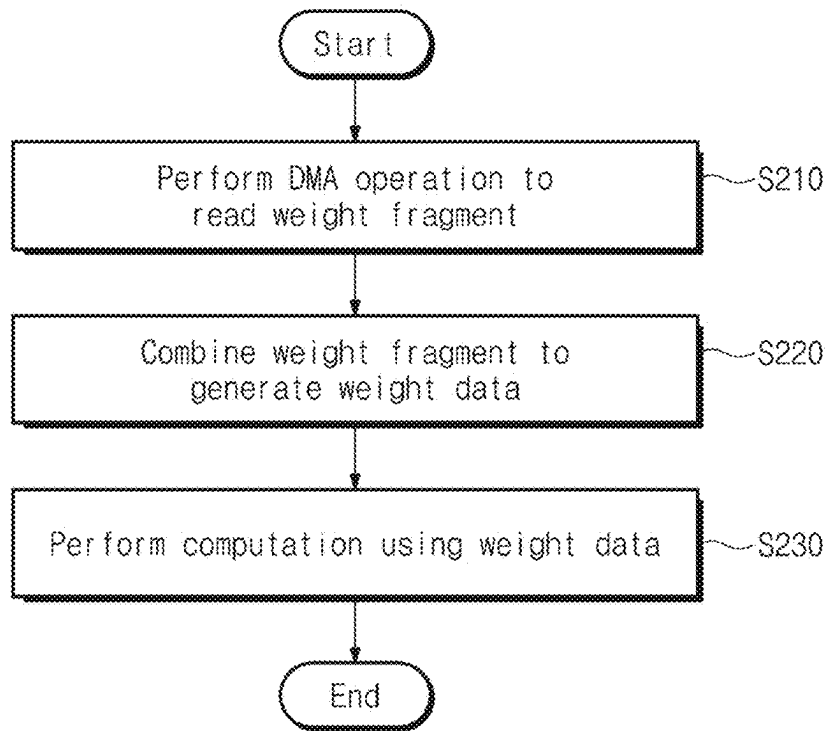 Start
Perform DMA operation to
read weight fragment
S210
Combine weight fragment to
generate weight data
S220
Perform computation using weight data
S230
End